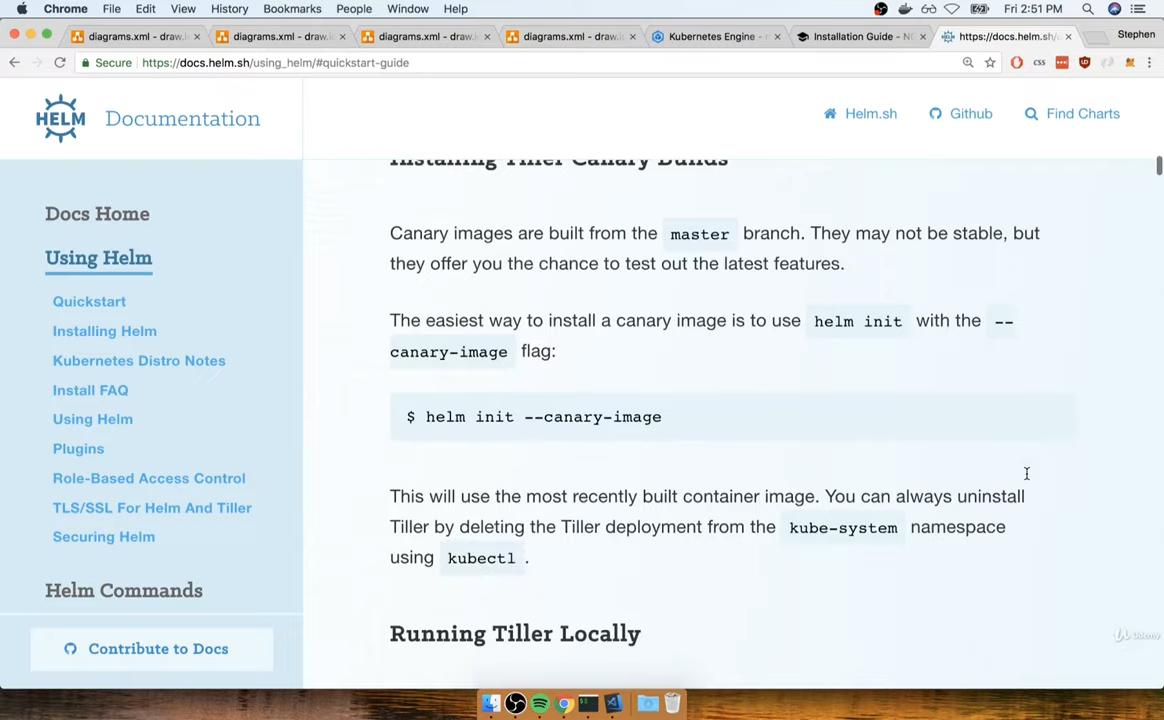 Chrome File Edit View History Bookmarks People Window Help Fri 2:51 PM
diagrams.xml - draw. diagrams.xml - draw. diagrams.xml - draw. diagrams.xml - draw. Kubernetes Engine - Installation Guide - https://docs.helm.sh/ Stephen
Secure https://docs.helm.sh/using_helm/#quickstart-guide css
HELM Documentation
Helm.sh Github Find Charts
Docs Home
Using Helm
Quickstart
Installing Helm
Kubernetes Distro Notes
Install FAQ
Using Helm
Plugins
Role-Based Access Control
TLS/SSL For Helm And Tiller
Securing Helm
Helm Commands
Contribute to Docs
Installing Tiller Canary Builds
Canary images are built from the master branch. They may not be stable, but
they offer you the chance to test out the latest features.
The easiest way to install a canary image is to use helm init with the --
canary-image flag:
$ helm init --canary-image
This will use the most recently built container image. You can always uninstall
Tiller by deleting the Tiller deployment from the kube-system namespace
using kubectl .
Running Tiller Locally
Udemy